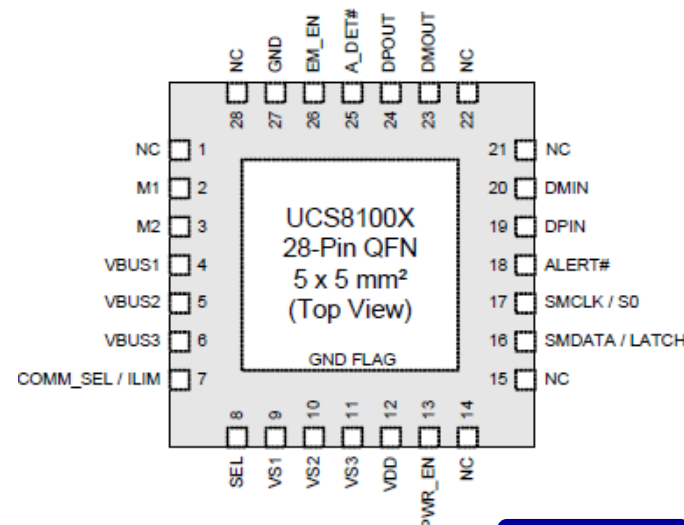 NC
GND
EM_EN
A_DET#
DPOUT
DMOUT
NC
28
27
26
25
24
23
22
NC 1
M1 2
M2 3
VBUS1 4
VBUS2 5
VBUS3 6
COMM_SEL / ILIM 7
UCS8100X
28-Pin QFN
5 x 5 mm²
(Top View)
GND FLAG
21 NC
20 DMIN
19 DPIN
18 ALERT#
17 SMCLK / S0
16 SMDATA / LATCH
15 NC
8
9
10
11
12
13
14
SEL
VS1
VS2
VS3
VDD
PWR_EN
NC